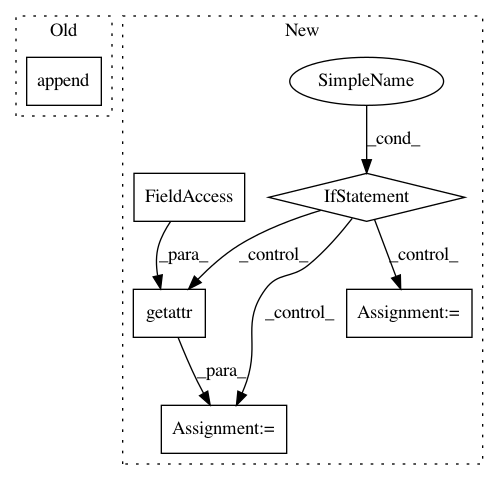 Old
New
append
SimpleName
_cond_
FieldAccess
IfStatement
_para_
_control_
_control_
_control_
getattr
Assignment:=
_para_
Assignment:=